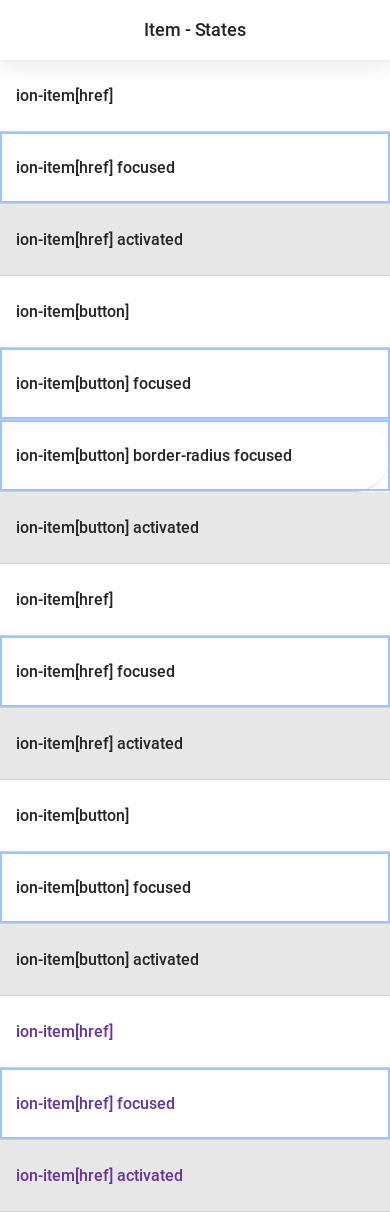 Item - States
ion-item[href]
ion-item[href] focused
ion-item[href] activated
ion-item[button]
ion-item[button] focused
ion-item[button] border-radius focused
ion-item[button] activated
ion-item[href]
ion-item[href] focused
ion-item[href] activated
ion-item[button]
ion-item[button] focused
ion-item[button] activated
ion-item[href]
ion-item[href] focused
ion-item[href] activated